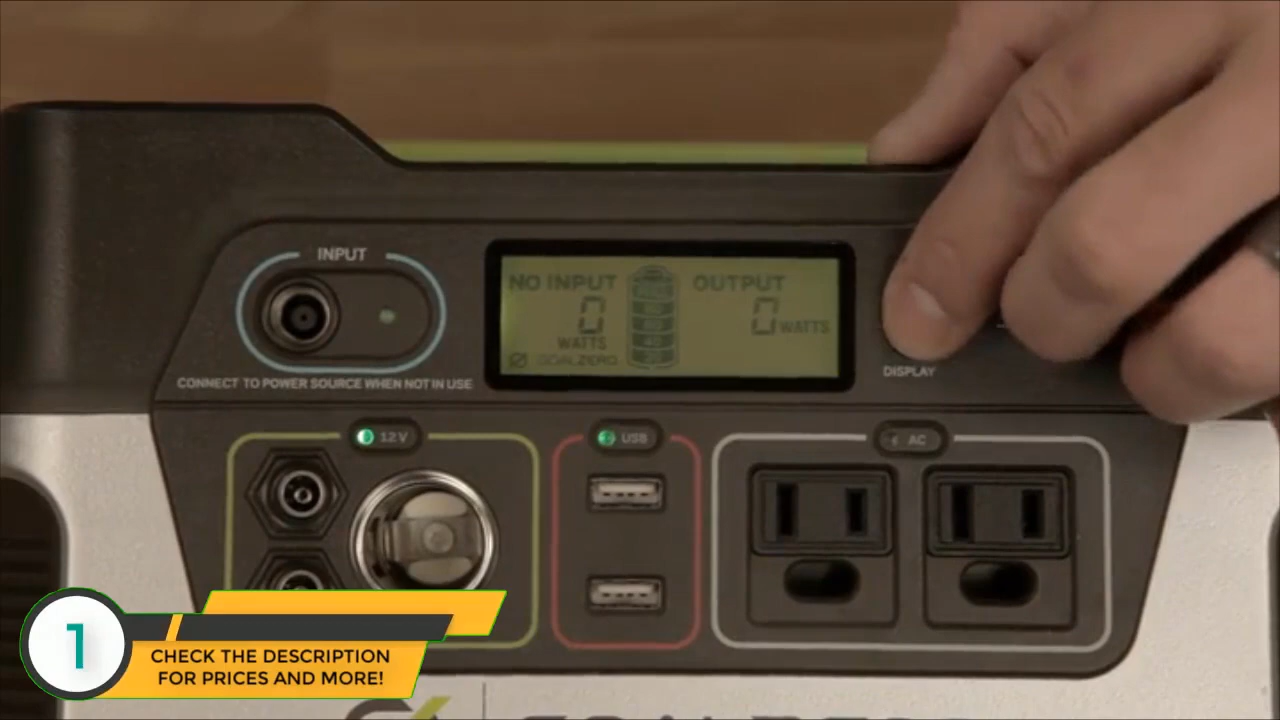 INPUT
NO INPUT
OUTPUT
0
0 WATTS
WATTS
GOALZERO
CONNECT TO POWER SOURCE WHEN NOT IN USE
DISPLAY
12V
USB
AC
1
CHECK THE DESCRIPTION
FOR PRICES AND MORE!